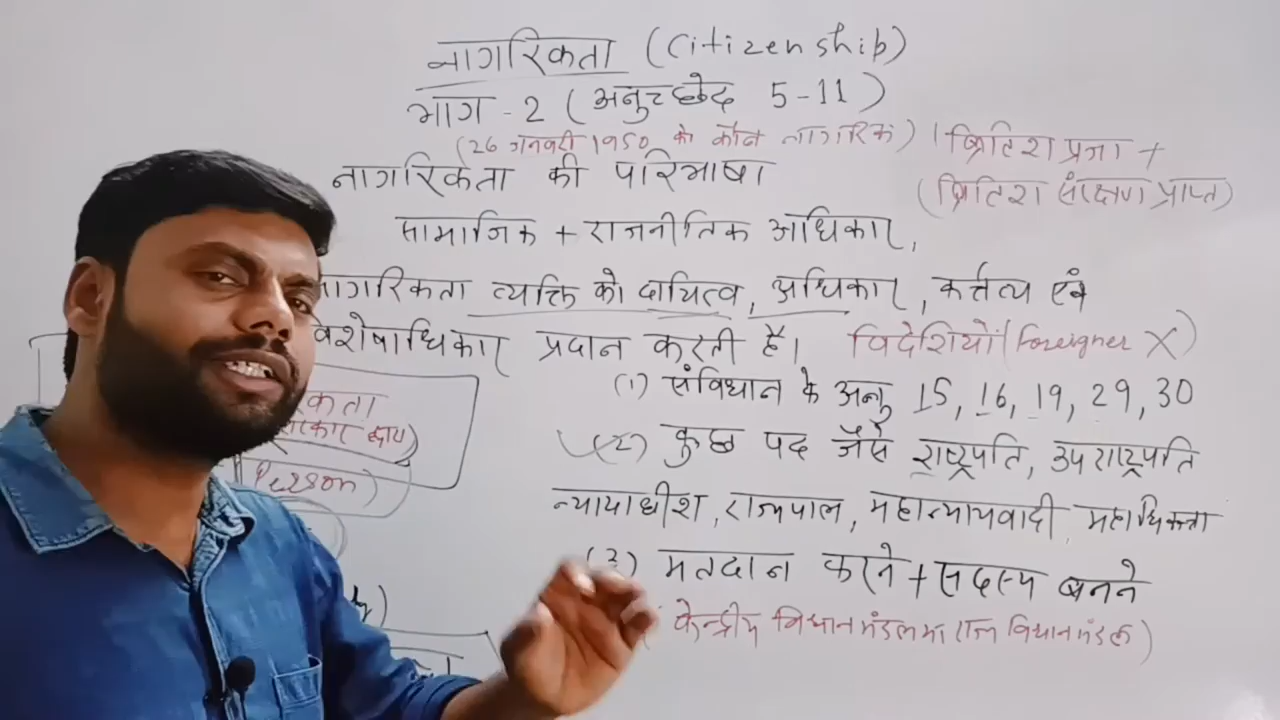 नागरिकता (Citizenship)
भाग - 2 (अनुच्छेद 5-11)
(26 जनवरी 1950 को कौन नागरिक)
ब्रितिश प्रजा +
(ब्रितिश संरक्षण प्राप्त)
नागरिकता की परिभाषा
सामाजिक + राजनीतिक अधिकार,
नागरिकता व्यक्ति को दायित्व, अधिकार, कर्त्तव्य एंव
विशेषाधिकार प्रदान करती है।
विदेशियों (Foreigner X)
(1) संविधान के अनु 15, 16, 19, 29, 30
(2) कुछ पद जैसे राष्ट्रपति, उपराष्ट्रपति
न्यायाधीश, राज्यपाल, महान्यायवादी, महाधिवक्ता
(3) मतदान करने + सदस्य बनने
(केन्द्रीय विधानमंडल या राज्य विधानमंडल)
Person)